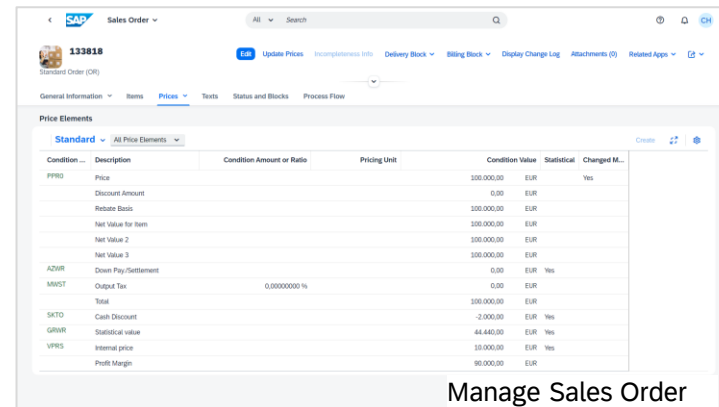 SAP Sales Order All Search CH
133818 Edit Update Prices Incompleteness Info Delivery Block Billing Block Display Change Log Attachments (0) Related Apps
Standard Order (OR)
General Information Items Prices Texts Status and Blocks Process Flow
Price Elements
Standard All Price Elements Create
Condition ... Description Condition Amount or Ratio Pricing Unit Condition Value Statistical Changed M...
PPR0 Price 100.000,00 EUR Yes
Discount Amount 0,00 EUR
Rebate Basis 100.000,00 EUR
Net Value for Item 100.000,00 EUR
Net Value 2 100.000,00 EUR
Net Value 3 100.000,00 EUR
AZWR Down Pay/Settlement 0,00 EUR Yes
MWST Output Tax 0,00000000 % 0,00 EUR
Total 100.000,00 EUR
SKTO Cash Discount -2.000,00 EUR Yes
GRWR Statistical value 44.440,00 EUR Yes
VPRS Internal price 10.000,00 EUR Yes
Profit Margin 90.000,00 EUR
Manage Sales Order